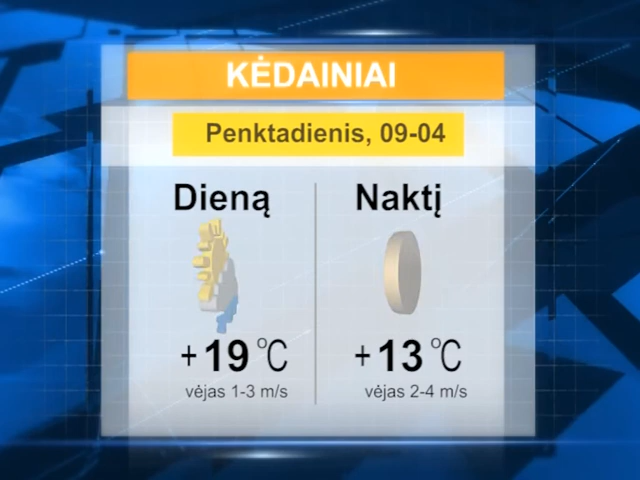 KĖDAINIAI
Penktadienis, 09-04
Dieną
Naktį
+19 °C
+13 °C
vėjas 1-3 m/s
vėjas 2-4 m/s